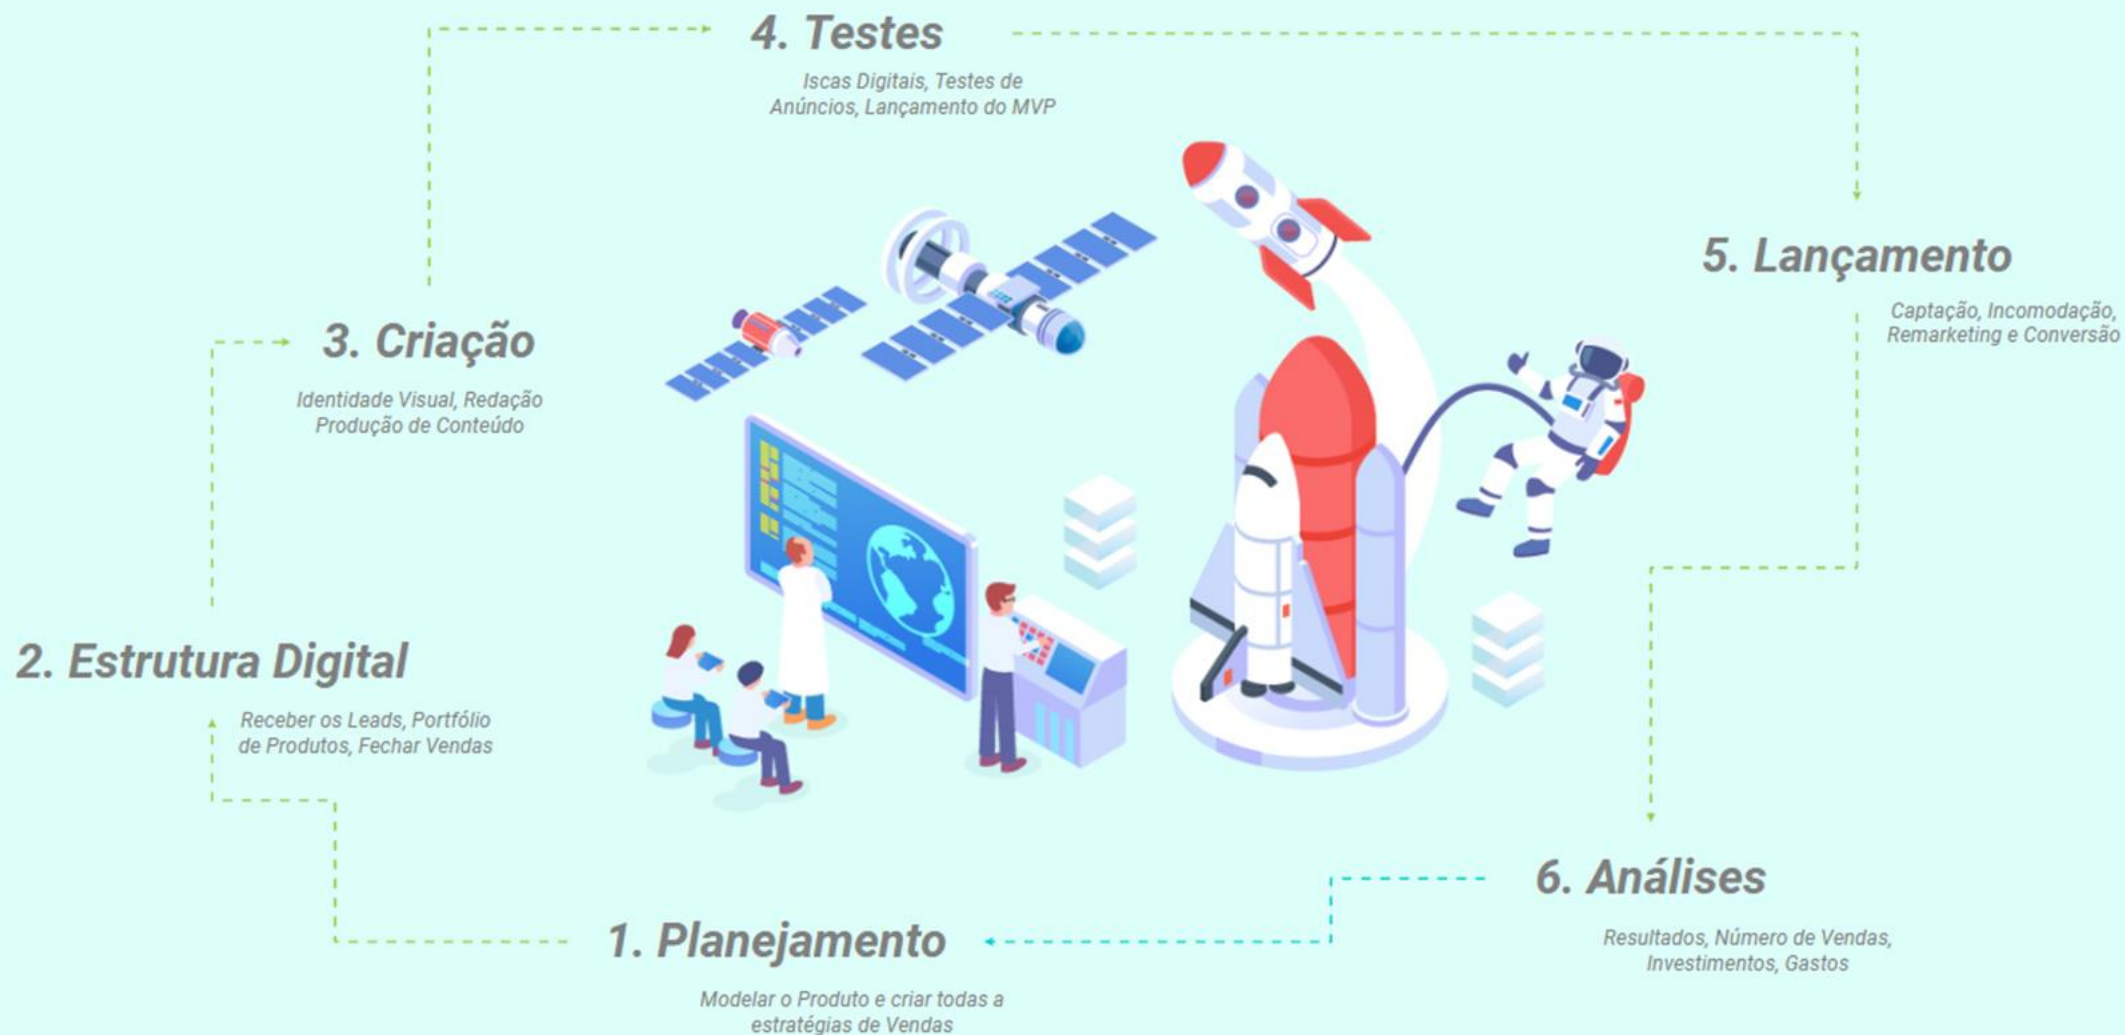 4. Testes
Iscas Digitais, Testes de
Anúncios, Lançamento do MVP
5. Lançamento
Captação, Incomodação,
Remarketing e Conversão
3. Criação
Identidade Visual, Redação
Produção de Conteúdo
2. Estrutura Digital
Receber os Leads, Portfólio
de Produtos, Fechar Vendas
6. Análises
Resultados, Número de Vendas,
Investimentos, Gastos
1. Planejamento
Modelar o Produto e criar todas a
estratégias de Vendas